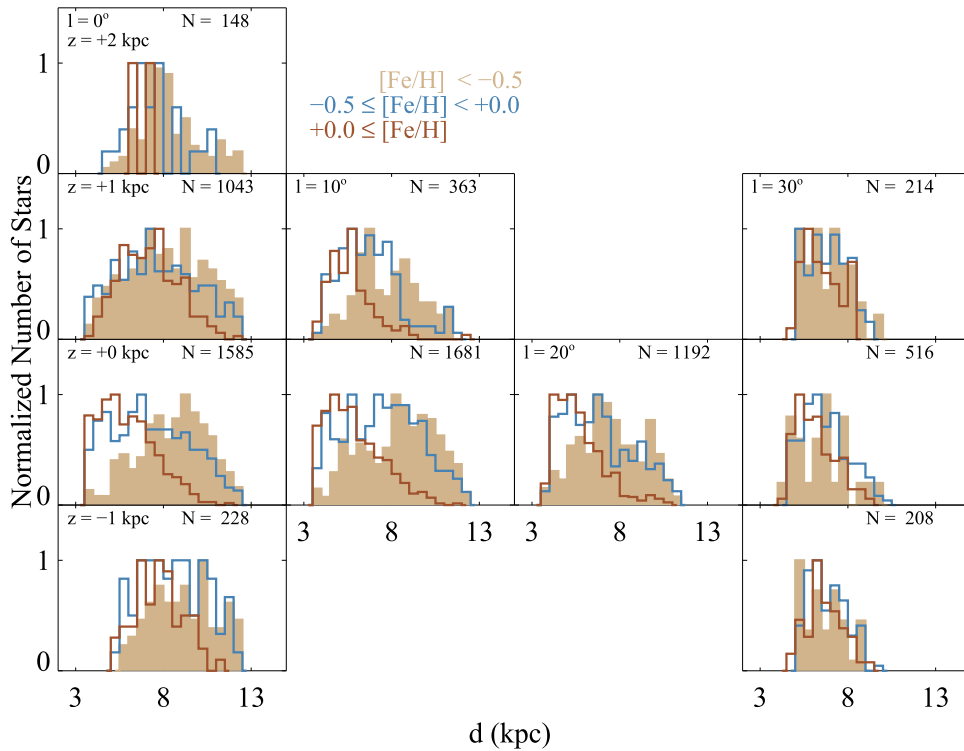 l = 0° N = 148
z = +2 kpc
1
0
[Fe/H] < −0.5
−0.5 ≤ [Fe/H] < +0.0
+0.0 ≤ [Fe/H]
z = +1 kpc N = 1043
l = 10° N = 363
l = 30° N = 214
1
0
z = +0 kpc N = 1585
N = 1681
l = 20° N = 1192
N = 516
1
0
z = −1 kpc N = 228
N = 208
1
0
3 8 13
3 8 13
3 8 13
3 8 13
Normalized Number of Stars
d (kpc)